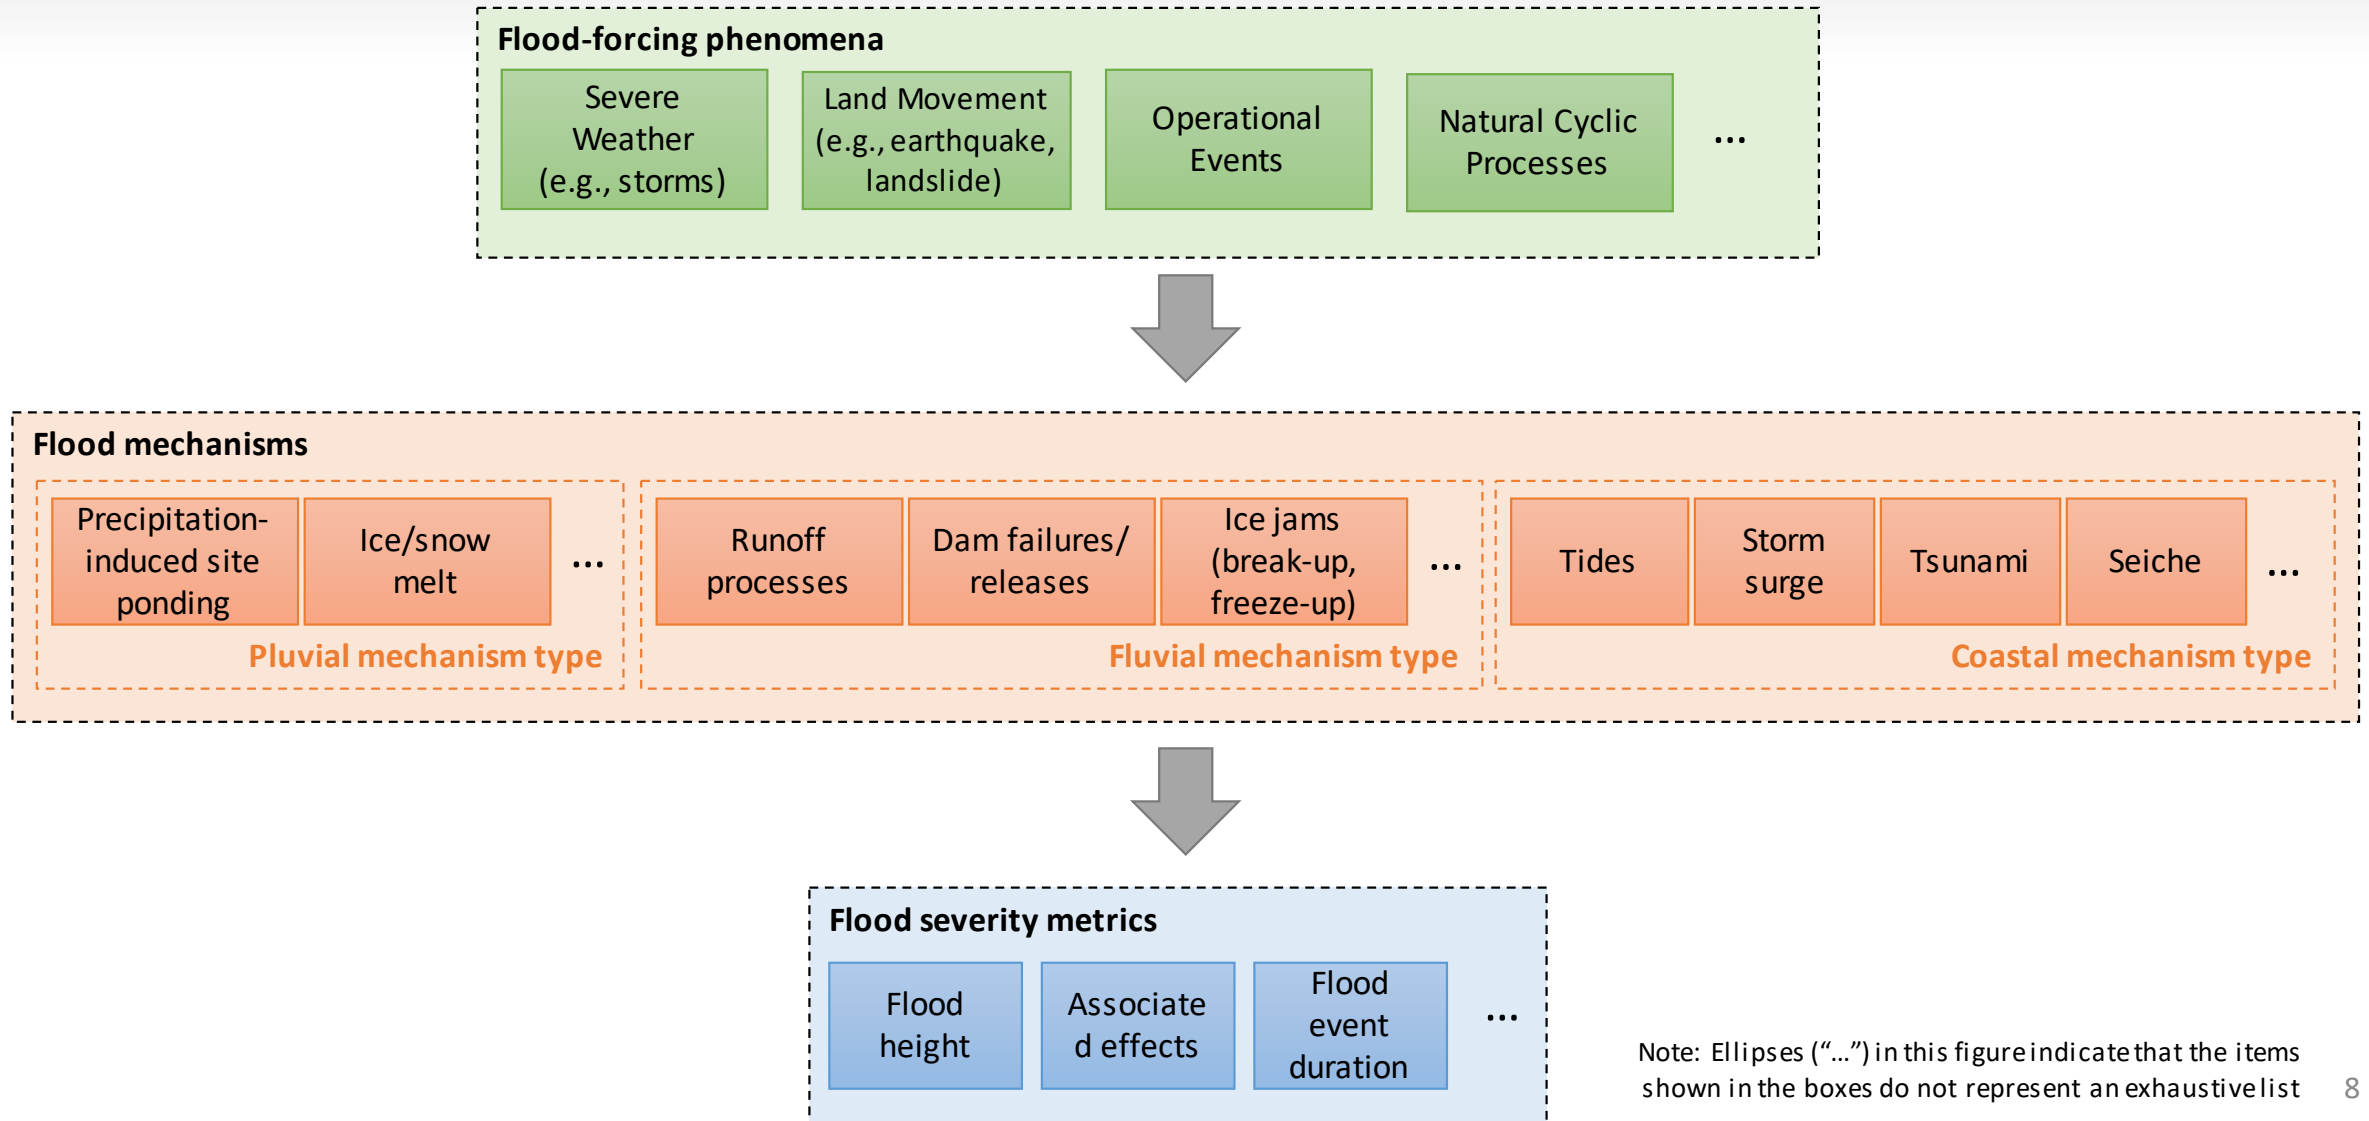 Flood-forcing phenomena
Severe
Weather
(e.g., storms)
Land Movement
(e.g., earthquake,
landslide)
Operational
Events
Natural Cyclic
Processes
...
Flood mechanisms
Precipitation-
induced site
ponding
Ice/snow
melt
...
Pluvial mechanism type
Runoff
processes
Dam failures/
releases
Ice jams
(break-up,
freeze-up)
...
Fluvial mechanism type
Tides
Storm
surge
Tsunami
Seiche
...
Coastal mechanism type
Flood severity metrics
Flood
height
Associate
d effects
Flood
event
duration
...
Note: Ellipses (“...”) in this figure indicate that the items
shown in the boxes do not represent an exhaustive list
8